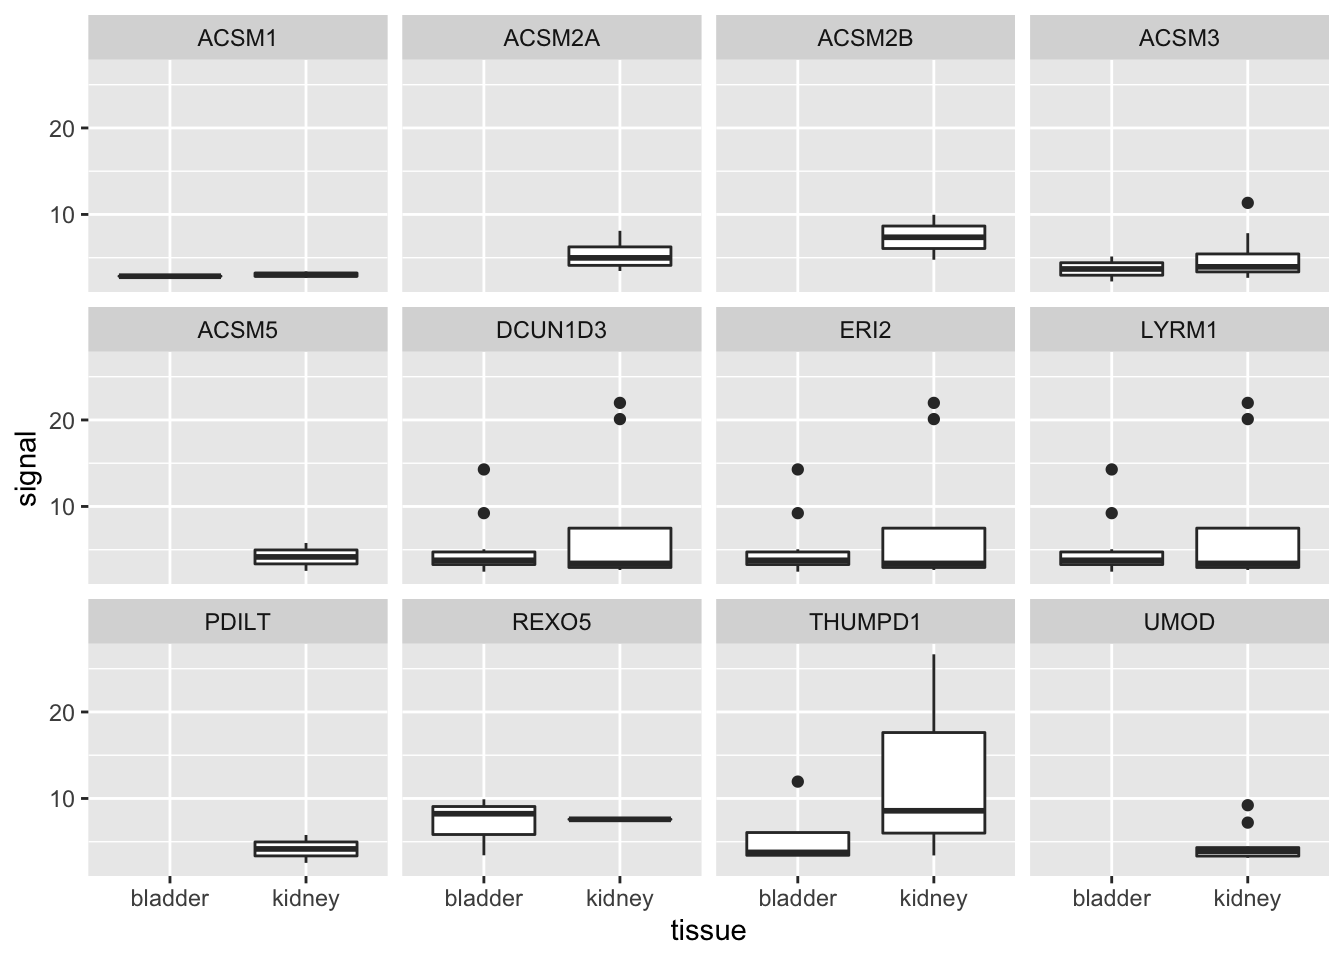 ACSM1 ACSM2A ACSM2B ACSM3
20
10
ACSM5 DCUN1D3 ERI2 LYRM1
20
10
signal
PDILT REXO5 THUMPD1 UMOD
20
10
bladder kidney bladder kidney bladder kidney bladder kidney
tissue